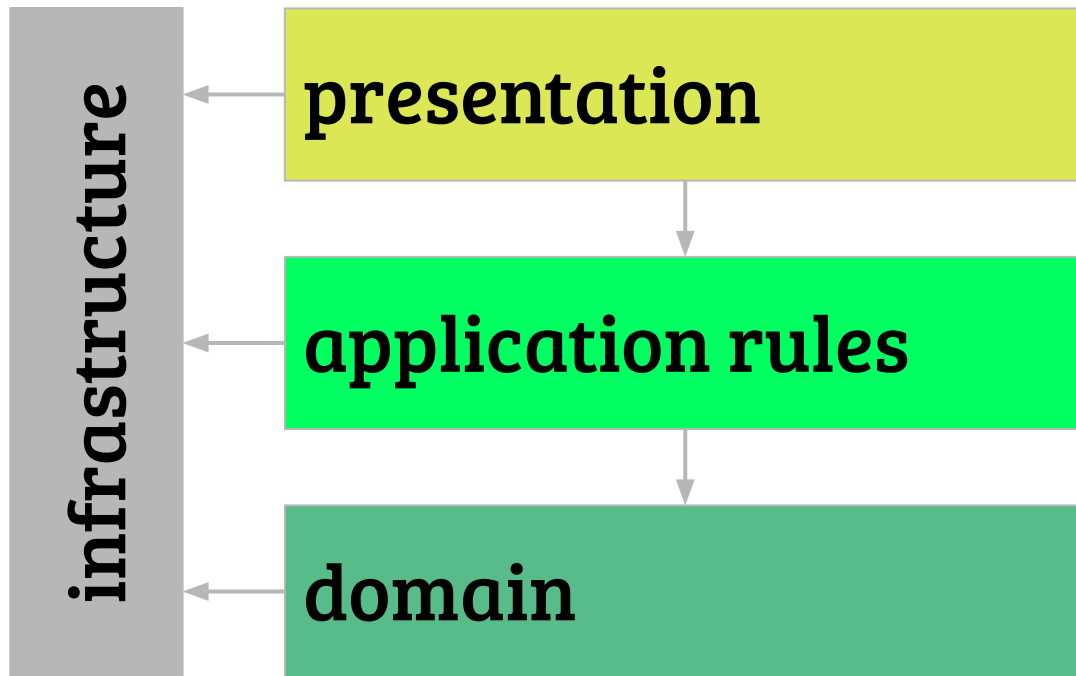 infrastructure
presentation
application rules
domain